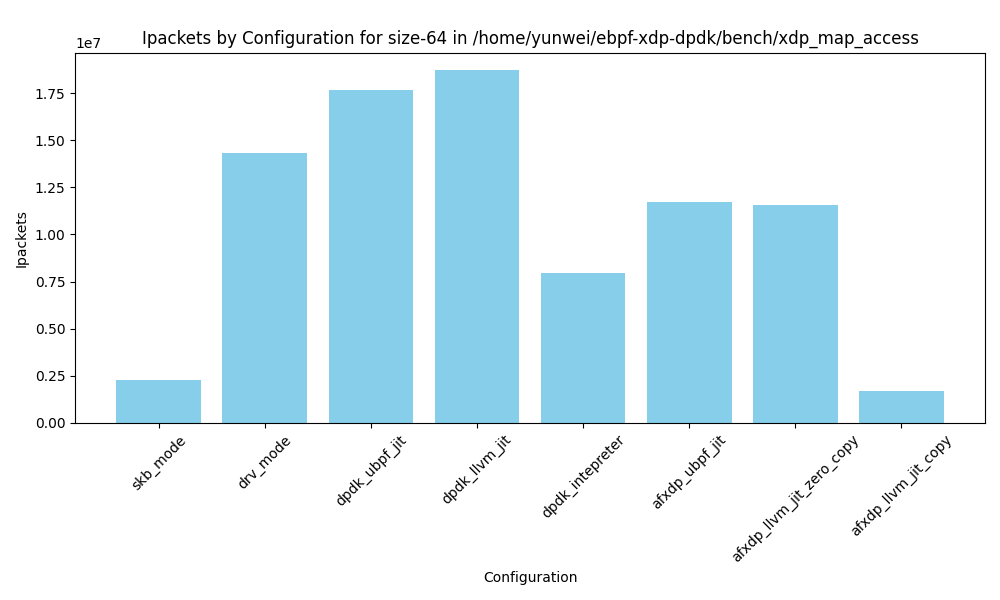 Ipackets by Configuration for size-64 in /home/yunwei/ebpf-xdp-dpdk/bench/xdp_map_access
1e7
1.75
1.50
1.25
1.00
0.75
0.50
0.25
0.00
Ipackets
skb_mode
drv_mode
dpdk_ubpf_jit
dpdk_llvm_jit
dpdk_intepreter
afxdp_ubpf_jit
afxdp_llvm_jit_zero_copy
afxdp_llvm_jit_copy
Configuration